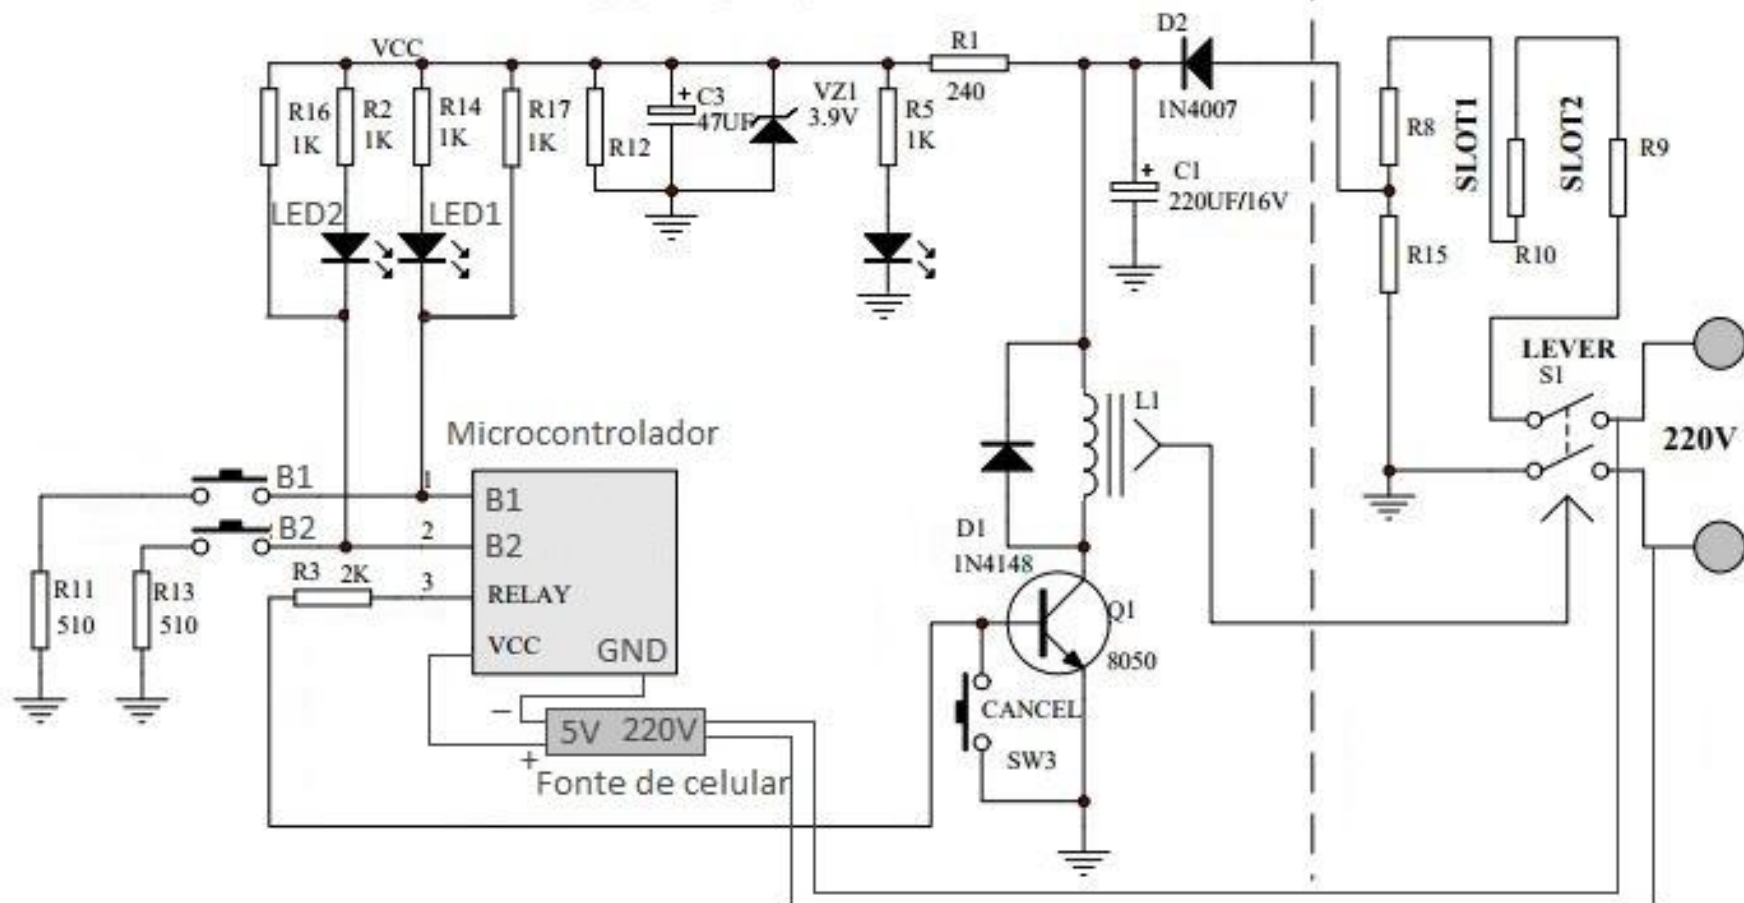 VCC
R16
1K
R2
1K
R14
1K
R17
1K
R12
C3
47UF
VZ1
3.9V
R5
1K
R1
240
D2
1N4007
C1
220UF/16V
R8
SLOT1
SLOT2
R9
R15
R10
LED2
LED1
LEVER
S1
220V
L1
Microcontrolador
B1
B2
1
2
3
R3
2K
B1
B2
RELAY
VCC
GND
R11
510
R13
510
D1
1N4148
Q1
8050
CANCEL
SW3
−
+
5V 220V
Fonte de celular